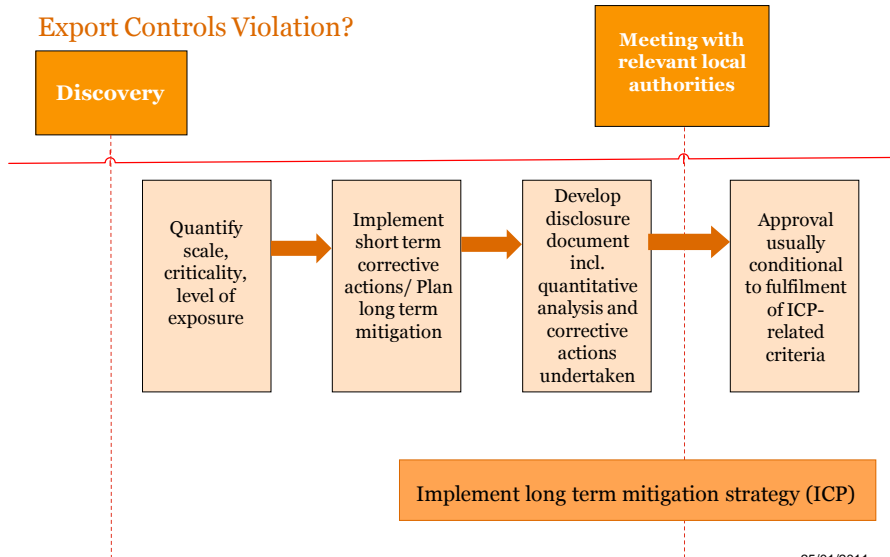 Export Controls Violation?
Discovery
Meeting with
relevant local
authorities
Quantify
scale,
criticality,
level of
exposure
Implement
short term
corrective
actions/ Plan
long term
mitigation
Develop
disclosure
document
incl.
quantitative
analysis and
corrective
actions
undertaken
Approval
usually
conditional
to fulfilment
of ICP-
related
criteria
Implement long term mitigation strategy (ICP)